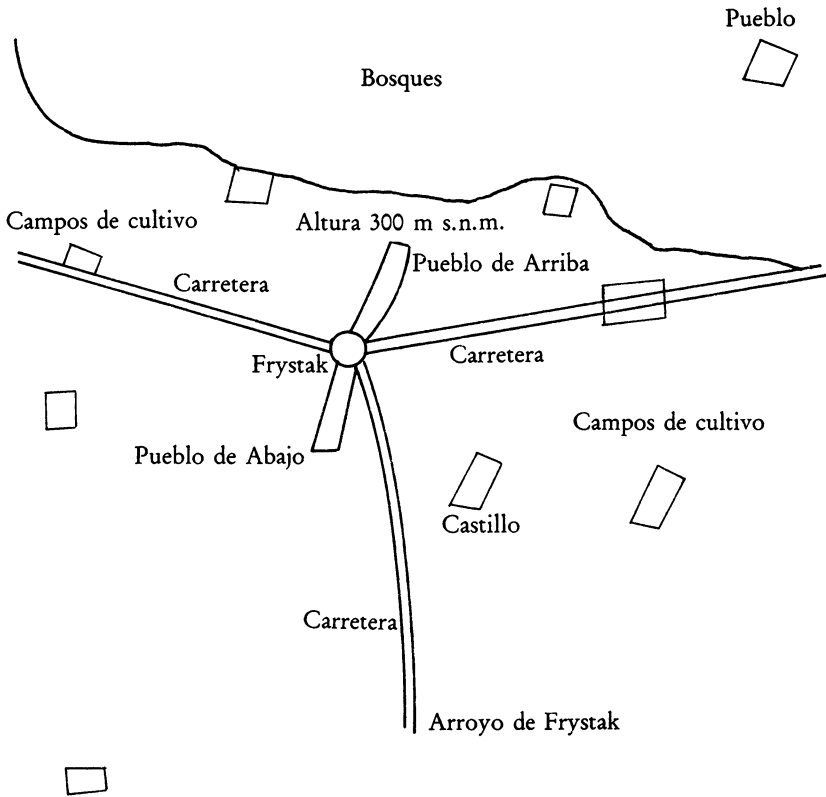 Pueblo
Bosques
Campos de cultivo
Altura 300 m s.n.m.
Pueblo de Arriba
Carretera
Carretera
Frystak
Campos de cultivo
Pueblo de Abajo
Castillo
Carretera
Arroyo de Frystak